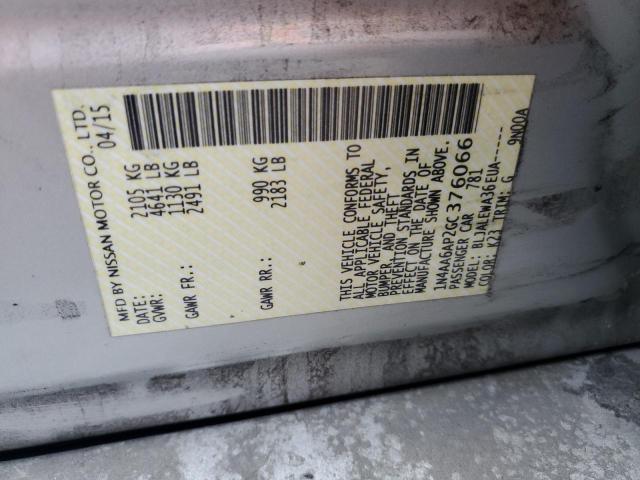 MFD BY NISSAN MOTOR CO., LTD.
DATE: 04/15
GVWR: 2105 KG
4641 LB
GAWR FR.: 1130 KG
2491 LB
GAWR RR.: 990 KG
2183 LB
THIS VEHICLE CONFORMS TO
ALL APPLICABLE FEDERAL
MOTOR VEHICLE SAFETY,
BUMPER, AND THEFT
PREVENTION STANDARDS IN
EFFECT ON THE DATE OF
MANUFACTURE SHOWN ABOVE.
1N4AA6AP2GC376066
PASSENGER CAR 781
MODEL: BLJALEWA36EUA-----
COLOR: K23 TRIM: G 9N00A